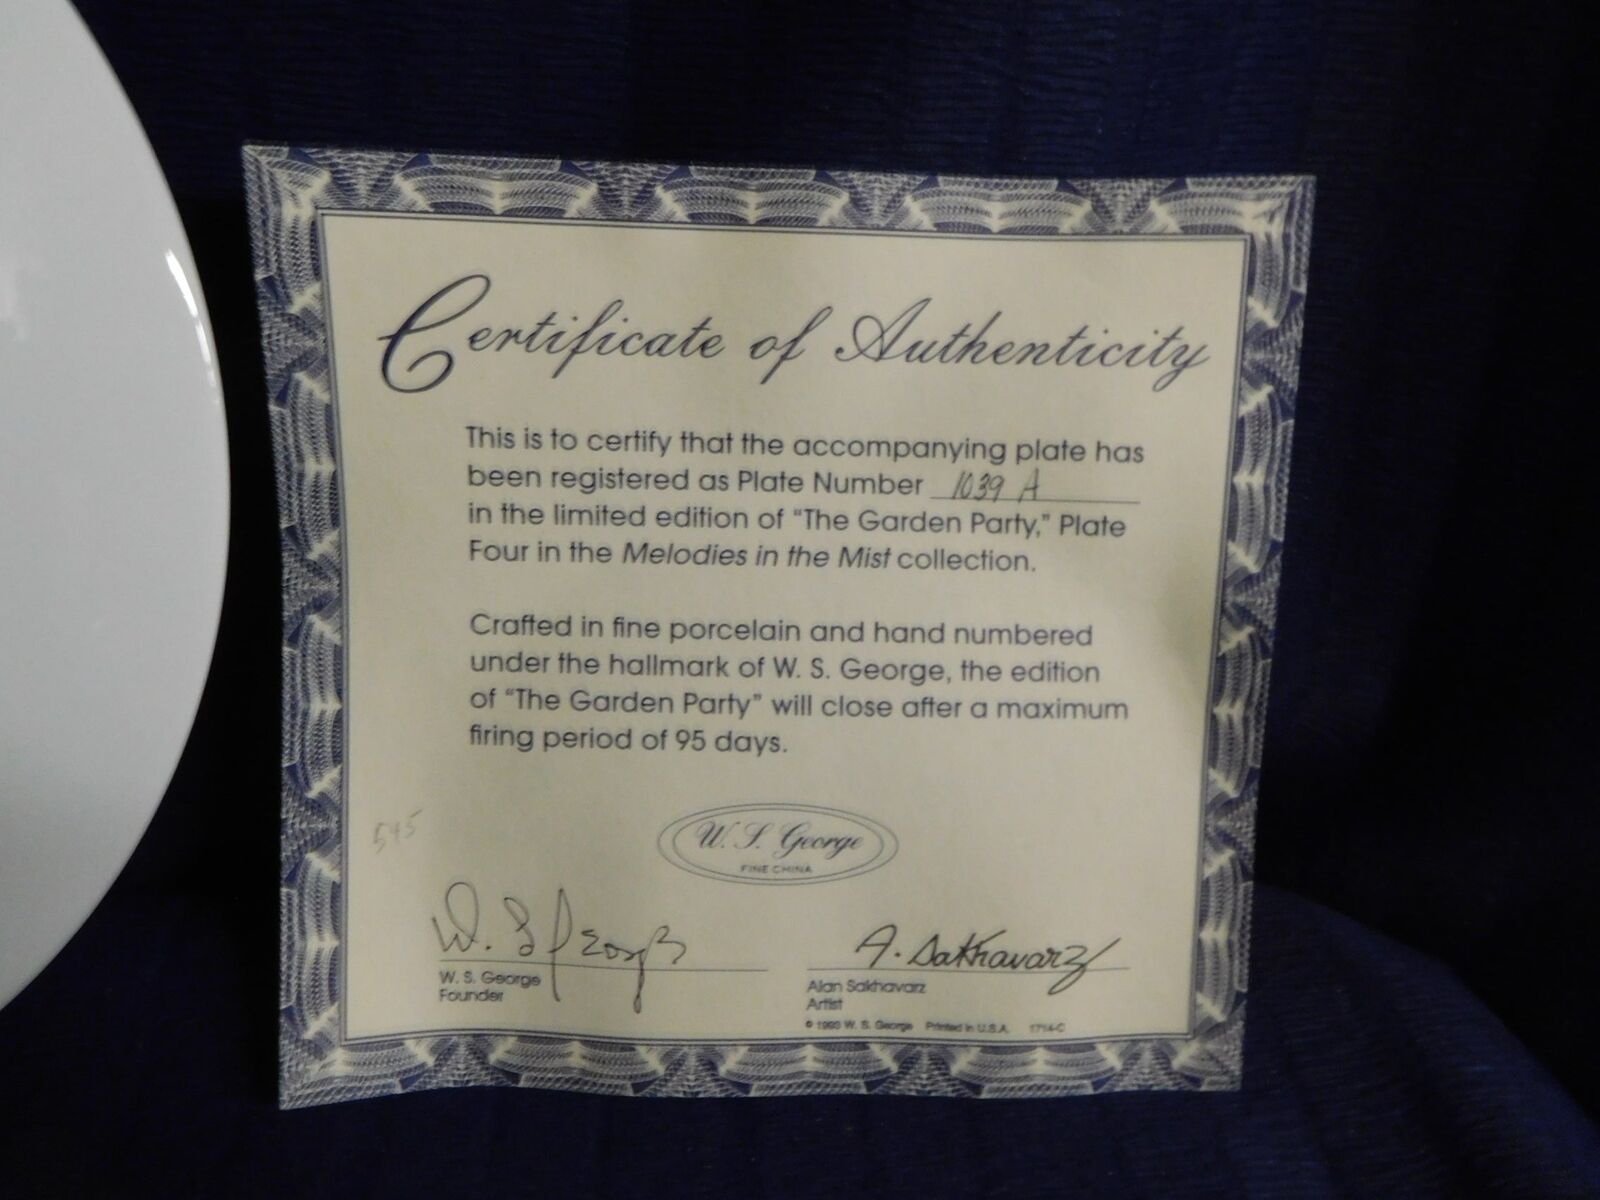 Certificate of Authenticity
This is to certify that the accompanying plate has
been registered as Plate Number 1039 A
in the limited edition of “The Garden Party,” Plate
Four in the Melodies in the Mist collection.
Crafted in fine porcelain and hand numbered
under the hallmark of W. S. George, the edition
of “The Garden Party” will close after a maximum
firing period of 95 days.
545
W. S. George
FINE CHINA
W. S. George
A. Sakhavarz
W. S. George
Founder
Alan Sakhavarz
Artist
© 1993 W. S. George Printed in U.S.A. 1714-C